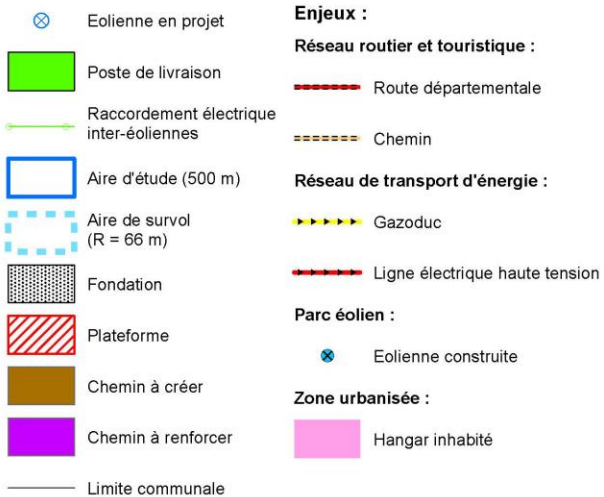 Eolienne en projet
Poste de livraison
Raccordement électrique
inter-éoliennes
Aire d'étude (500 m)
Aire de survol
(R = 66 m)
Fondation
Plateforme
Chemin à créer
Chemin à renforcer
Limite communale
Enjeux :
Réseau routier et touristique :
Route départementale
Chemin
Réseau de transport d'énergie :
Gazoduc
Ligne électrique haute tension
Parc éolien :
Eolienne construite
Zone urbanisée :
Hangar inhabité